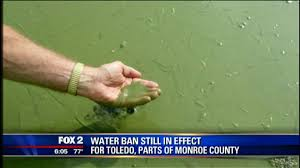 WATER BAN STILL IN EFFECT
FOR TOLEDO, PARTS OF MONROE COUNTY
FOX 2
6:05 77°